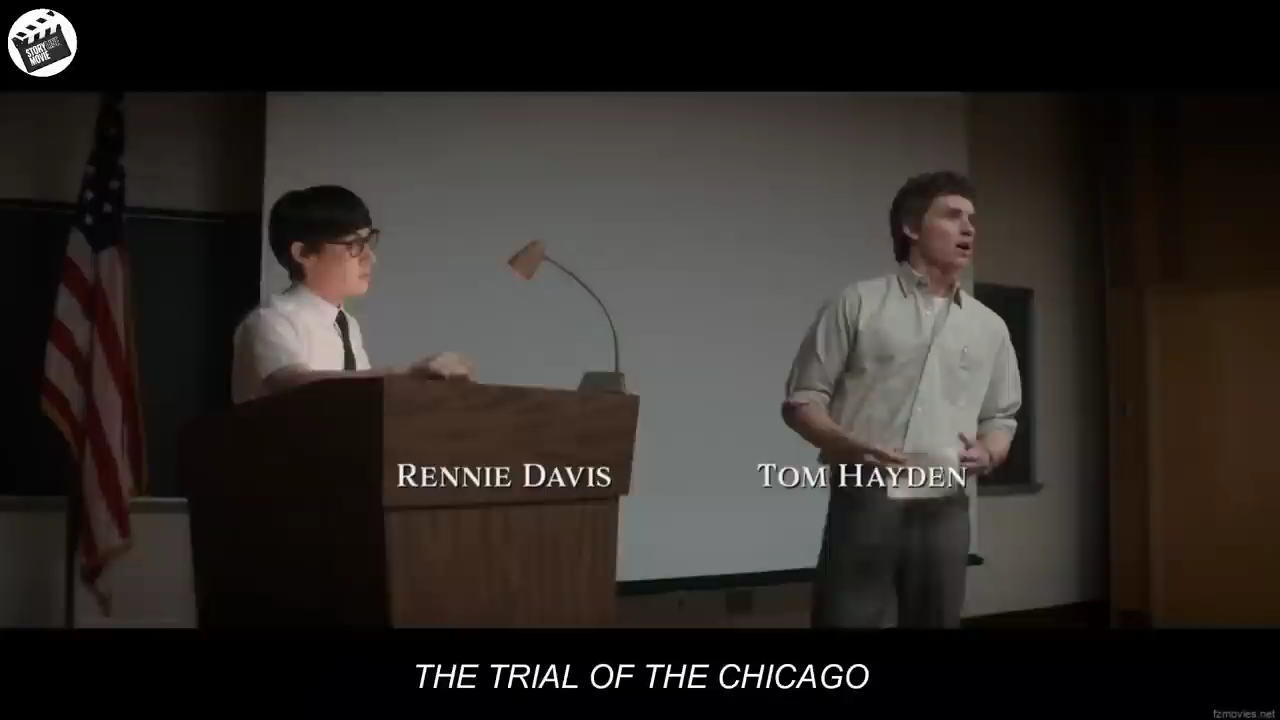 STORY
MOVIE
RENNIE DAVIS
TOM HAYDEN
THE TRIAL OF THE CHICAGO
fzmovies.net